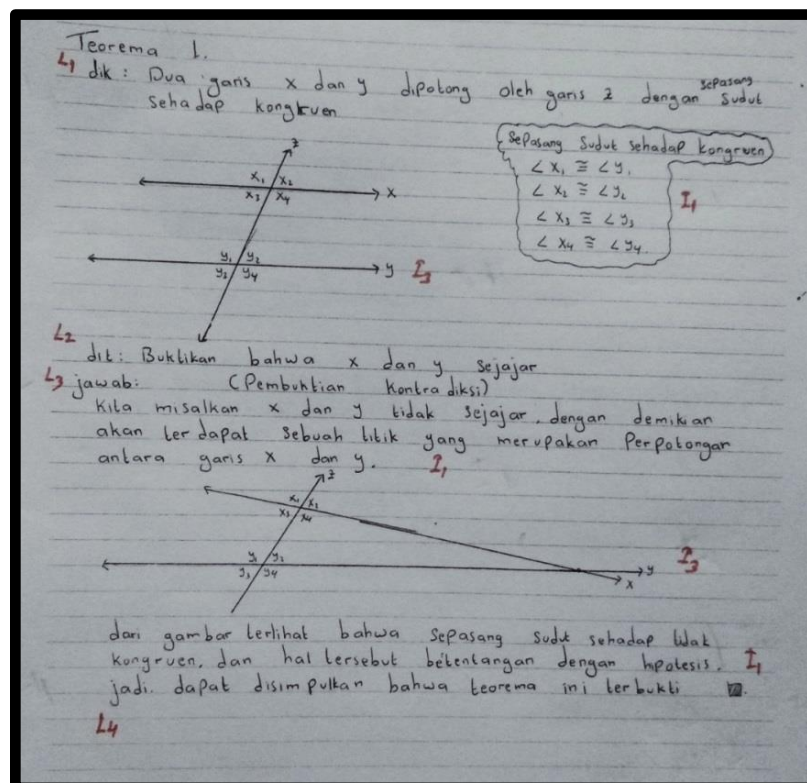 Teorema 1.
L1 dik : Dua garis x dan y dipotong oleh garis z dengan sepasang sudut
sehadap kongkruen
Sepasang Sudut sehadap kongruen
∠ x₁ ≅ ∠ y₁
∠ x₂ ≅ ∠ y₂
∠ x₃ ≅ ∠ y₃
∠ x₄ ≅ ∠ y₄.
I1
z
x₁ x₂
x₃ x₄
x
y₁ y₂
y₃ y₄
y
I3
L2
dit : Buktikan bahwa x dan y sejajar
L3 jawab : (Pembuktian kontradiksi)
Kita misalkan x dan y tidak sejajar. dengan demikian
akan terdapat sebuah titik yang merupakan Perpotongan
antara garis x dan y. I1
z
x₁ x₂
x₃ x₄
y₁ y₂
y₃ y₄
y
x
I3
dari gambar terlihat bahwa sepasang sudut sehadap tidak
kongruen, dan hal tersebut betentangan dengan hpotesis. I1
jadi. dapat disimpulkan bahwa teorema ini terbukti
L4